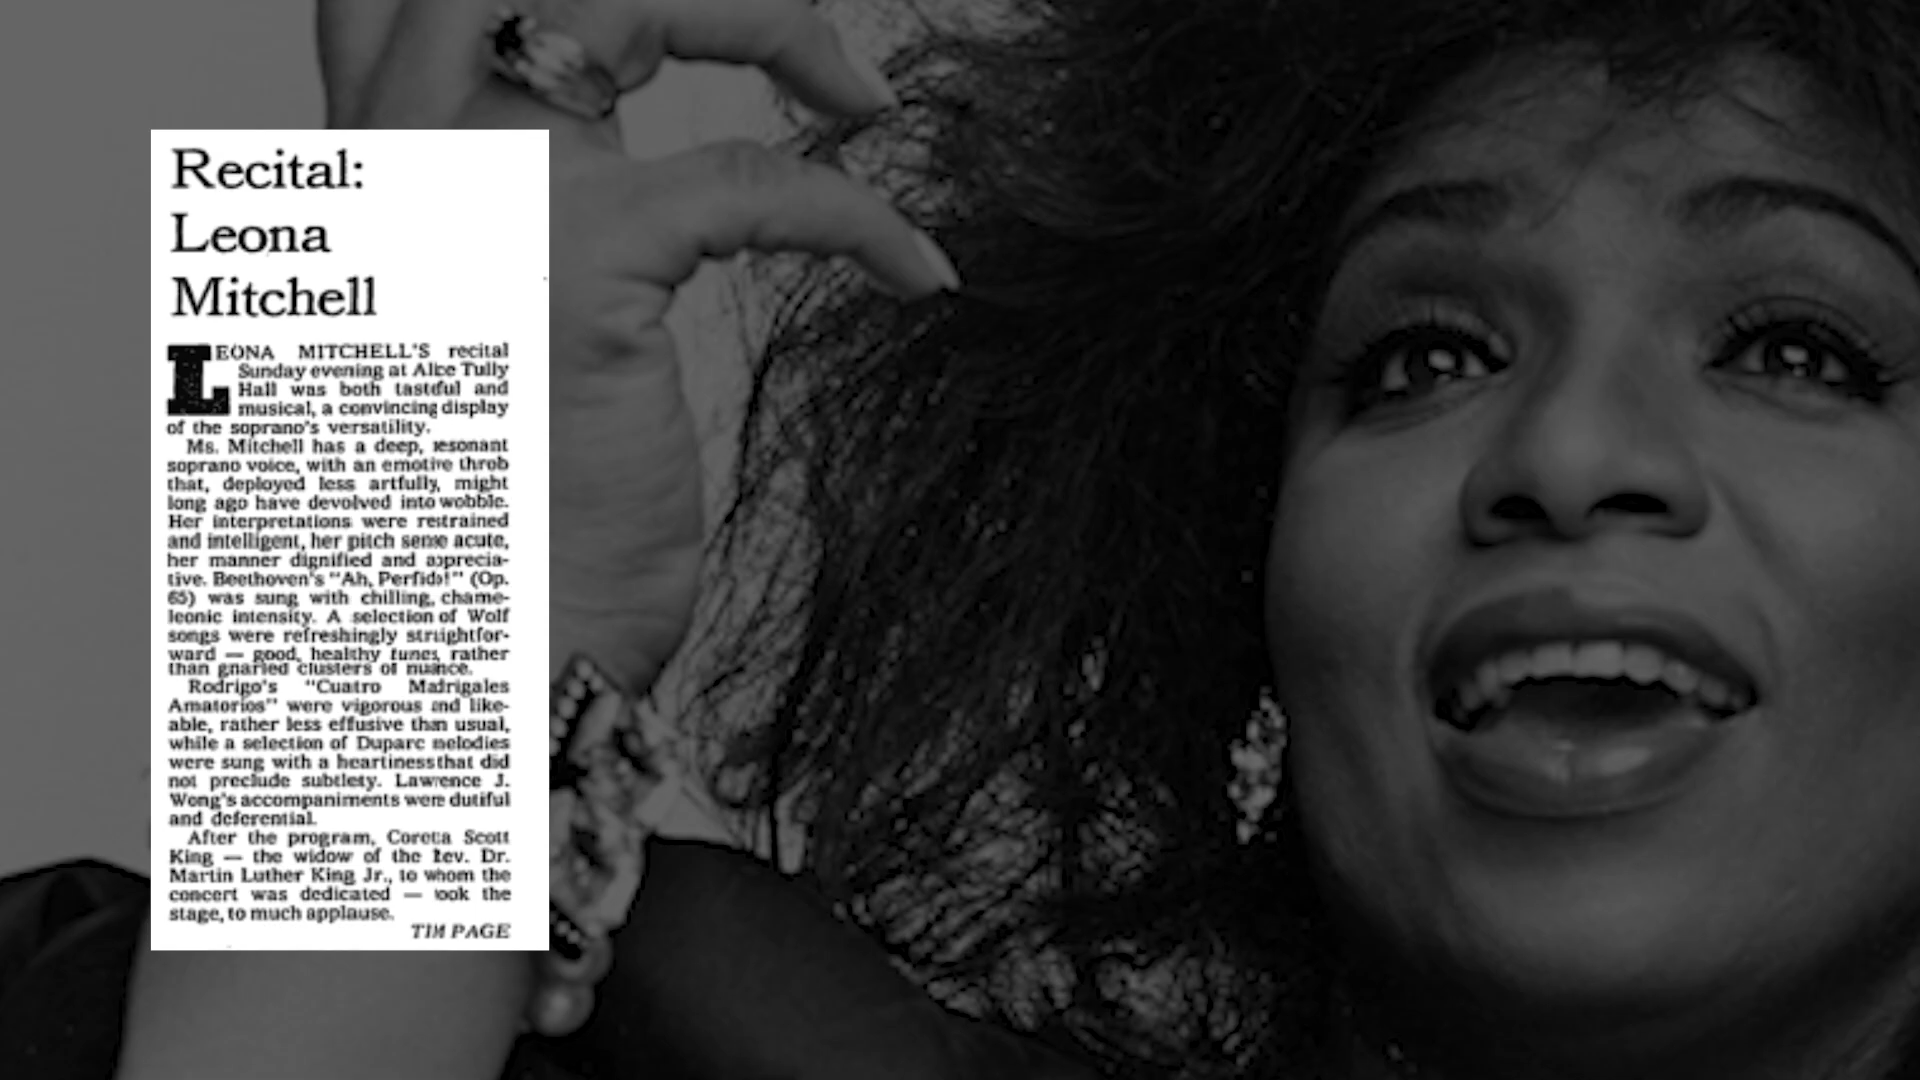 Recital:
Leona
Mitchell
LEONA MITCHELL'S recital
Sunday evening at Alice Tully
Hall was both tasteful and
musical, a convincing display
of the soprano's versatility.
Ms. Mitchell has a deep, resonant
soprano voice, with an emotive throb
that, deployed less artfully, might
long ago have devolved into wobble.
Her interpretations were restrained
and intelligent, her pitch sense acute,
her manner dignified and apprecia-
tive. Beethoven's "Ah, Perfido!" (Op.
65) was sung with chilling, chame-
leonic intensity. A selection of Wolf
songs were refreshingly straightfor-
ward — good, healthy tunes, rather
than gnarled clusters of nuance.
Rodrigo's "Cuatro Madrigales
Amatorios" were vigorous and like-
able, rather less effusive than usual,
while a selection of Duparc melodies
were sung with a heartiness that did
not preclude subtlety. Lawrence J.
Wong's accompaniments were dutiful
and deferential.
After the program, Coretta Scott
King — the widow of the Rev. Dr.
Martin Luther King Jr., to whom the
concert was dedicated — took the
stage, to much applause.
TIM PAGE